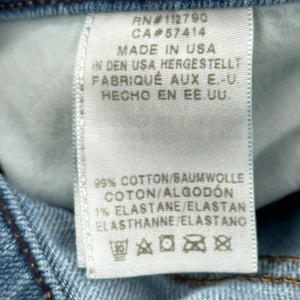 RN#112790
CA#57414
MADE IN USA
IN DEN USA HERGESTELLT
FABRIQUÉ AUX E.-U.
HECHO EN EE.UU.
99% COTTON/BAUMWOLLE
COTON/ALGODÓN
1% ELASTANE/ELASTAN
ELASTHANNE/ELASTANO